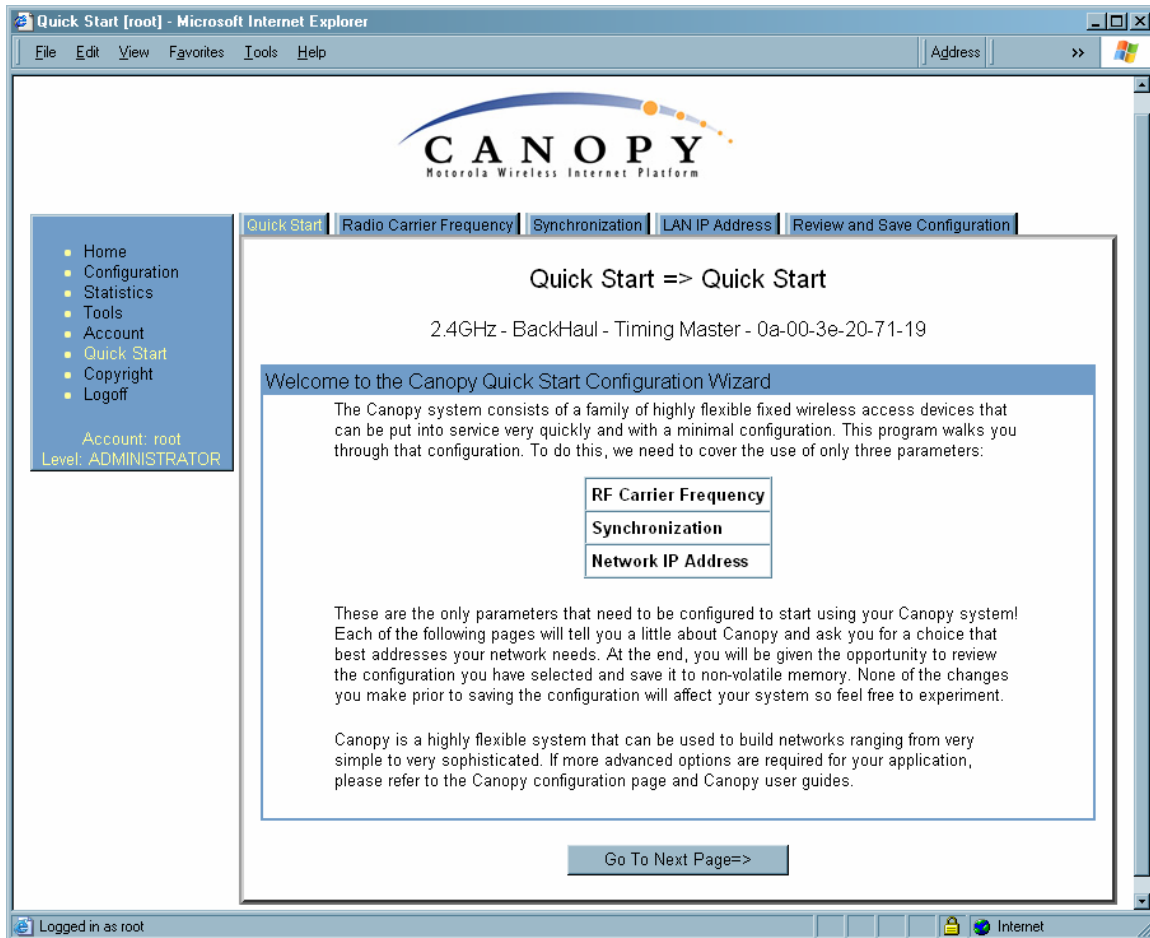 Quick Start [root] - Microsoft Internet Explorer
File Edit View Favorites Tools Help
Address »
CANOPY
Motorola Wireless Internet Platform
Quick Start Radio Carrier Frequency Synchronization LAN IP Address Review and Save Configuration
Home
Configuration
Statistics
Tools
Account
Quick Start
Copyright
Logoff
Account: root
Level: ADMINISTRATOR
Quick Start => Quick Start
2.4GHz - BackHaul - Timing Master - 0a-00-3e-20-71-19
Welcome to the Canopy Quick Start Configuration Wizard
The Canopy system consists of a family of highly flexible fixed wireless access devices that
can be put into service very quickly and with a minimal configuration. This program walks you
through that configuration. To do this, we need to cover the use of only three parameters:
RF Carrier Frequency
Synchronization
Network IP Address
These are the only parameters that need to be configured to start using your Canopy system!
Each of the following pages will tell you a little about Canopy and ask you for a choice that
best addresses your network needs. At the end, you will be given the opportunity to review
the configuration you have selected and save it to non-volatile memory. None of the changes
you make prior to saving the configuration will affect your system so feel free to experiment.
Canopy is a highly flexible system that can be used to build networks ranging from very
simple to very sophisticated. If more advanced options are required for your application,
please refer to the Canopy configuration page and Canopy user guides.
Go To Next Page=>
Logged in as root
Internet